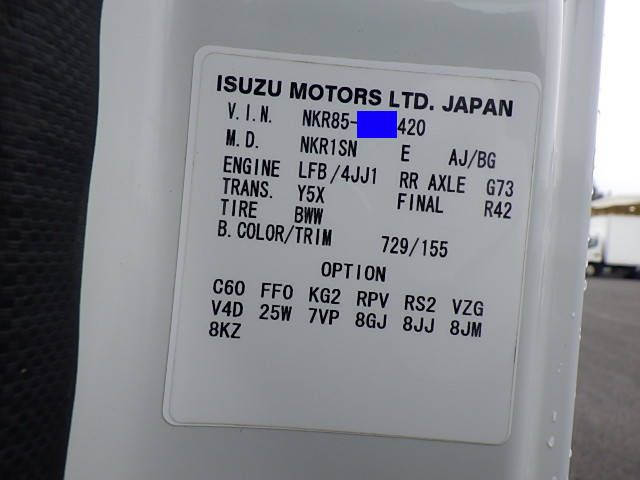 ISUZU MOTORS LTD. JAPAN
V.I.N. NKR85- 420
M.D. NKR1SN E AJ/BG
ENGINE LFB/4JJ1 RR AXLE G73
TRANS. Y5X FINAL R42
TIRE BWW
B.COLOR/TRIM 729/155
OPTION
C60 FF0 KG2 RPV RS2 VZG
V4D 25W 7VP 8GJ 8JJ 8JM
8KZ